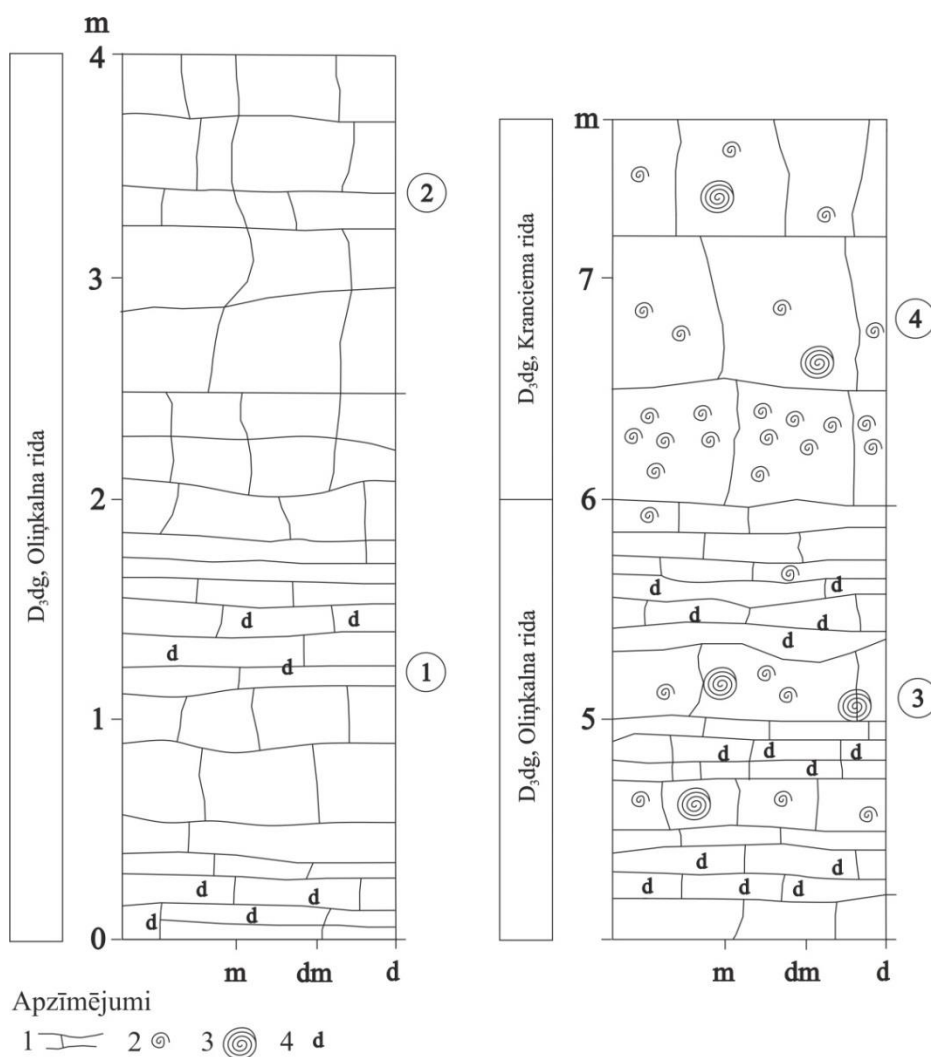 m
4
3
2
1
0
D₃dg, Oliņkalna rida
2
1
d d
d d
d d
d d
m dm d
m
7
6
5
D₃dg, Kranciema rida
D₃dg, Oliņkalna rida
4
3
d d
d d
d
d d d
d d
d d
d d d
m dm d
Apzīmējumi
1 2 3 4 d